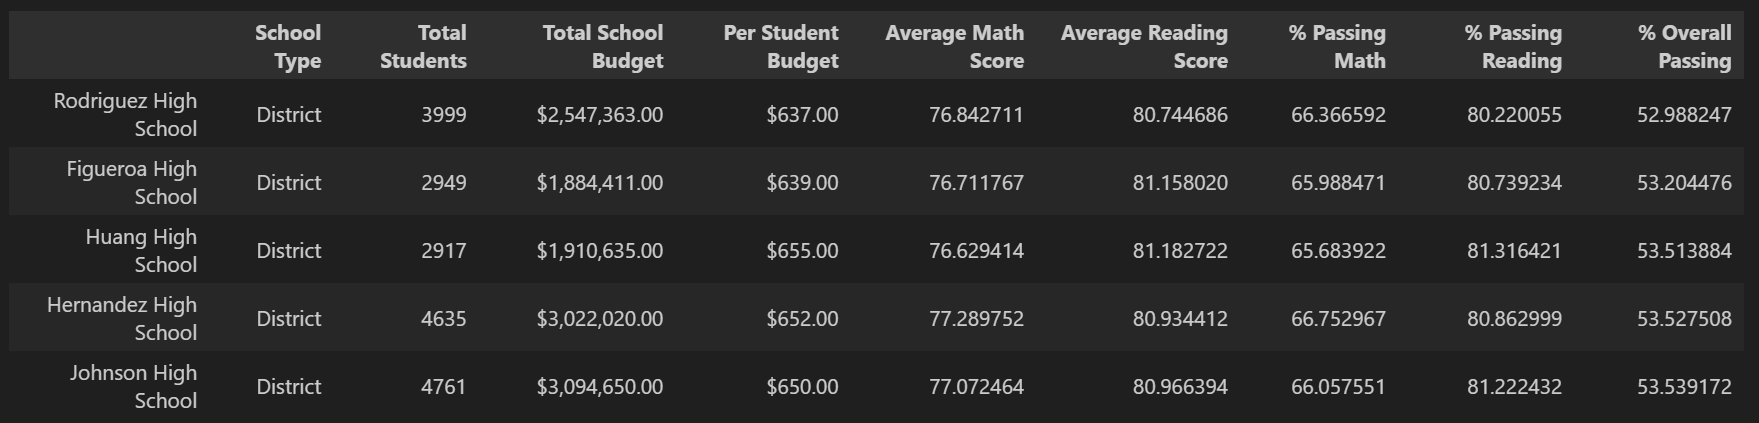 School Type Total Students Total School Budget Per Student Budget Average Math Score Average Reading Score % Passing Math % Passing Reading % Overall Passing
Rodriguez High School District 3999 $2,547,363.00 $637.00 76.842711 80.744686 66.366592 80.220055 52.988247
Figueroa High School District 2949 $1,884,411.00 $639.00 76.711767 81.158020 65.988471 80.739234 53.204476
Huang High School District 2917 $1,910,635.00 $655.00 76.629414 81.182722 65.683922 81.316421 53.513884
Hernandez High School District 4635 $3,022,020.00 $652.00 77.289752 80.934412 66.752967 80.862999 53.527508
Johnson High School District 4761 $3,094,650.00 $650.00 77.072464 80.966394 66.057551 81.222432 53.539172